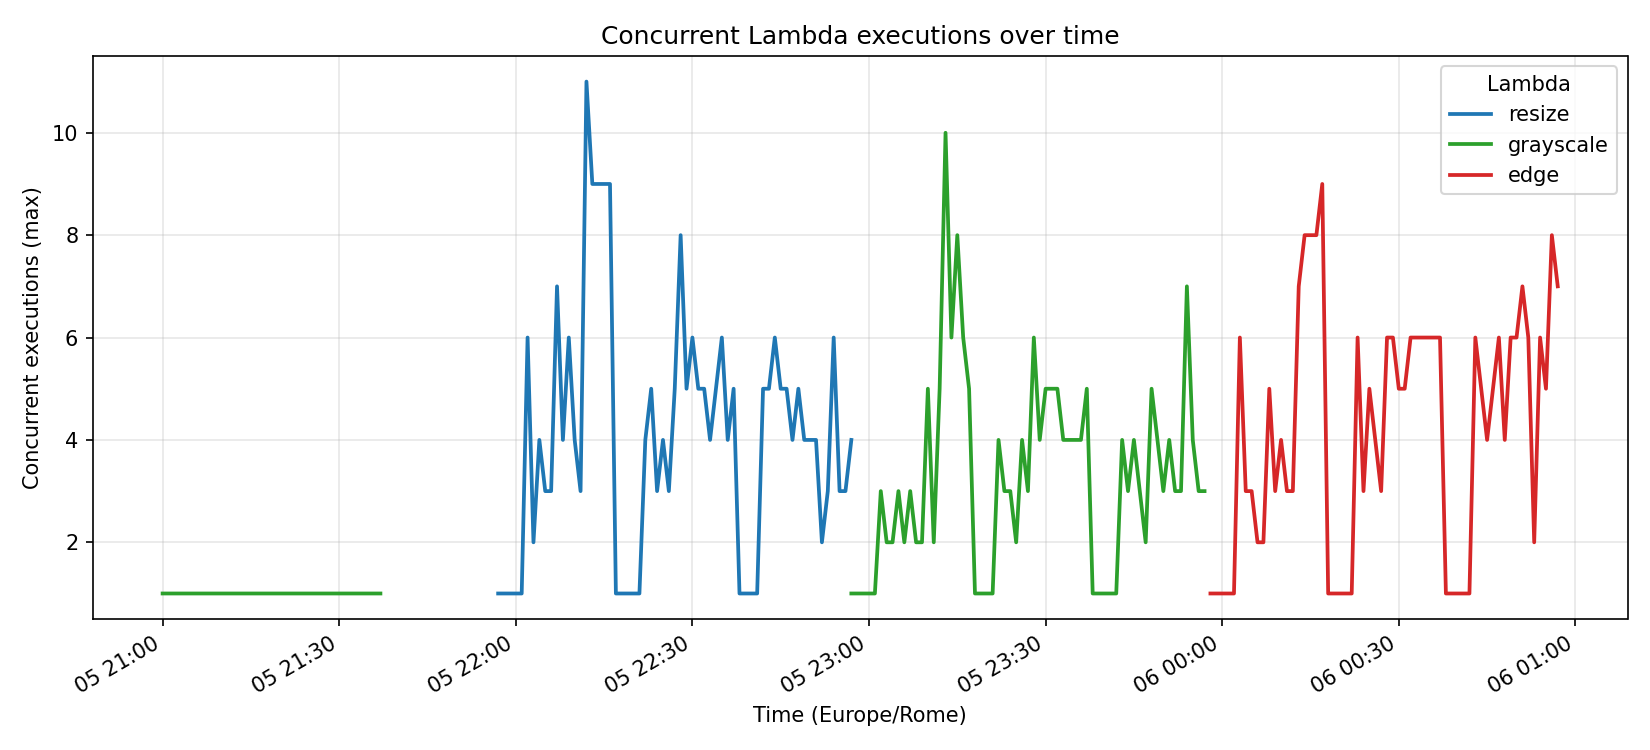 Concurrent Lambda executions over time
Concurrent executions (max)
10
8
6
4
2
Lambda
resize
grayscale
edge
05 21:00
05 21:30
05 22:00
05 22:30
05 23:00
05 23:30
06 00:00
06 00:30
06 01:00
Time (Europe/Rome)